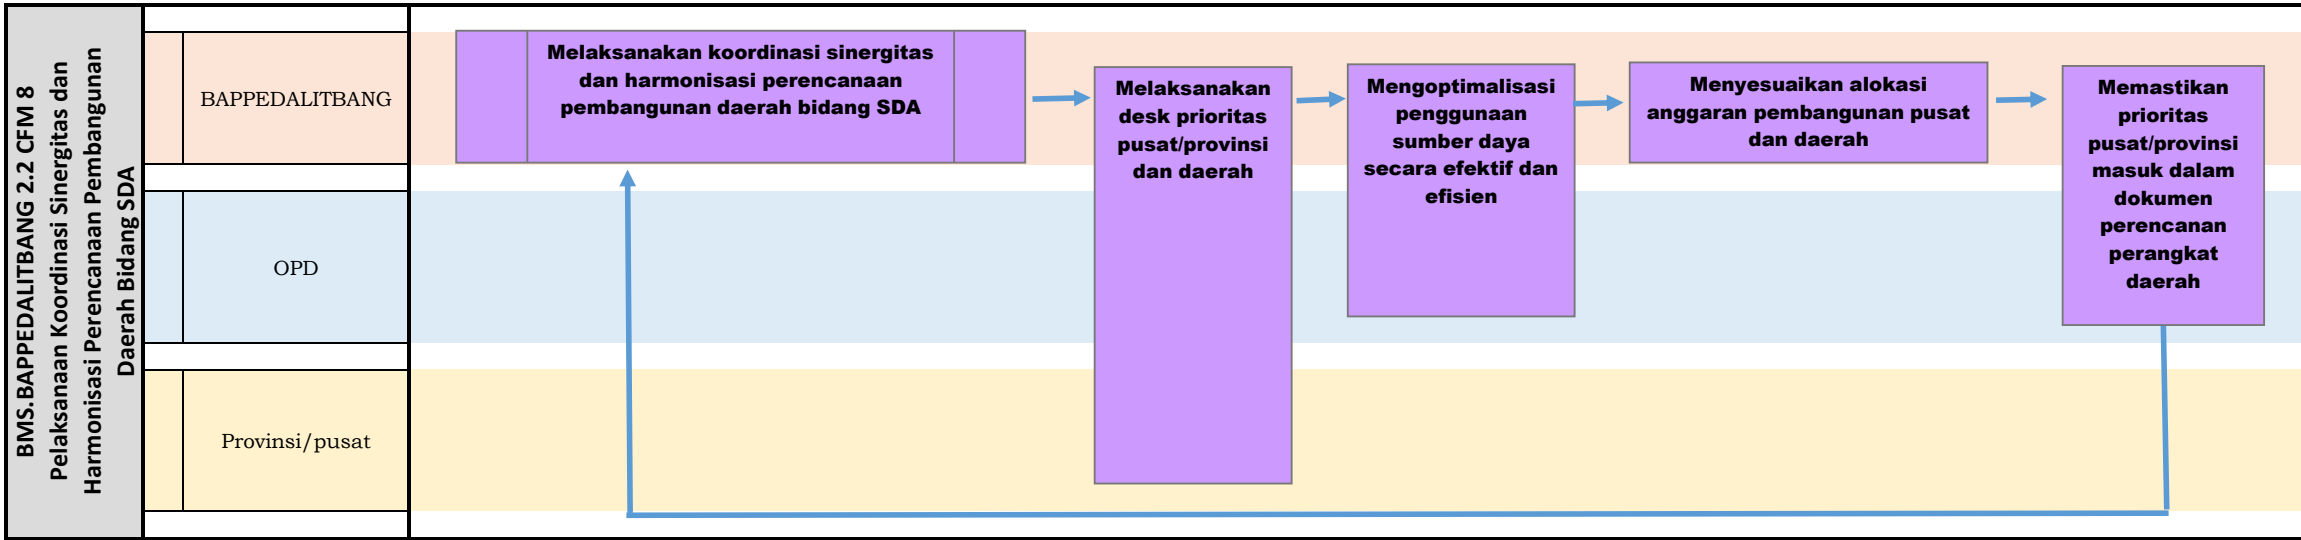 BMS.BAPPEDALITBANG 2.2 CFM 8
Pelaksanaan Koordinasi Sinergitas dan
Harmonisasi Perencanaan Pembangunan
Daerah Bidang SDA
BAPPEDALITBANG
OPD
Provinsi/pusat
Melaksanakan koordinasi sinergitas
dan harmonisasi perencanaan
pembangunan daerah bidang SDA
Melaksanakan
desk prioritas
pusat/provinsi
dan daerah
Mengoptimalisasi
penggunaan
sumber daya
secara efektif dan
efisien
Menyesuaikan alokasi
anggaran pembangunan pusat
dan daerah
Memastikan
prioritas
pusat/provinsi
masuk dalam
dokumen
perencanan
perangkat
daerah